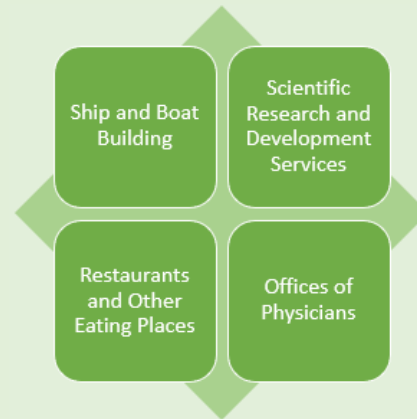 Ship and Boat
Building
Scientific
Research and
Development
Services
Restaurants
and Other
Eating Places
Offices of
Physicians